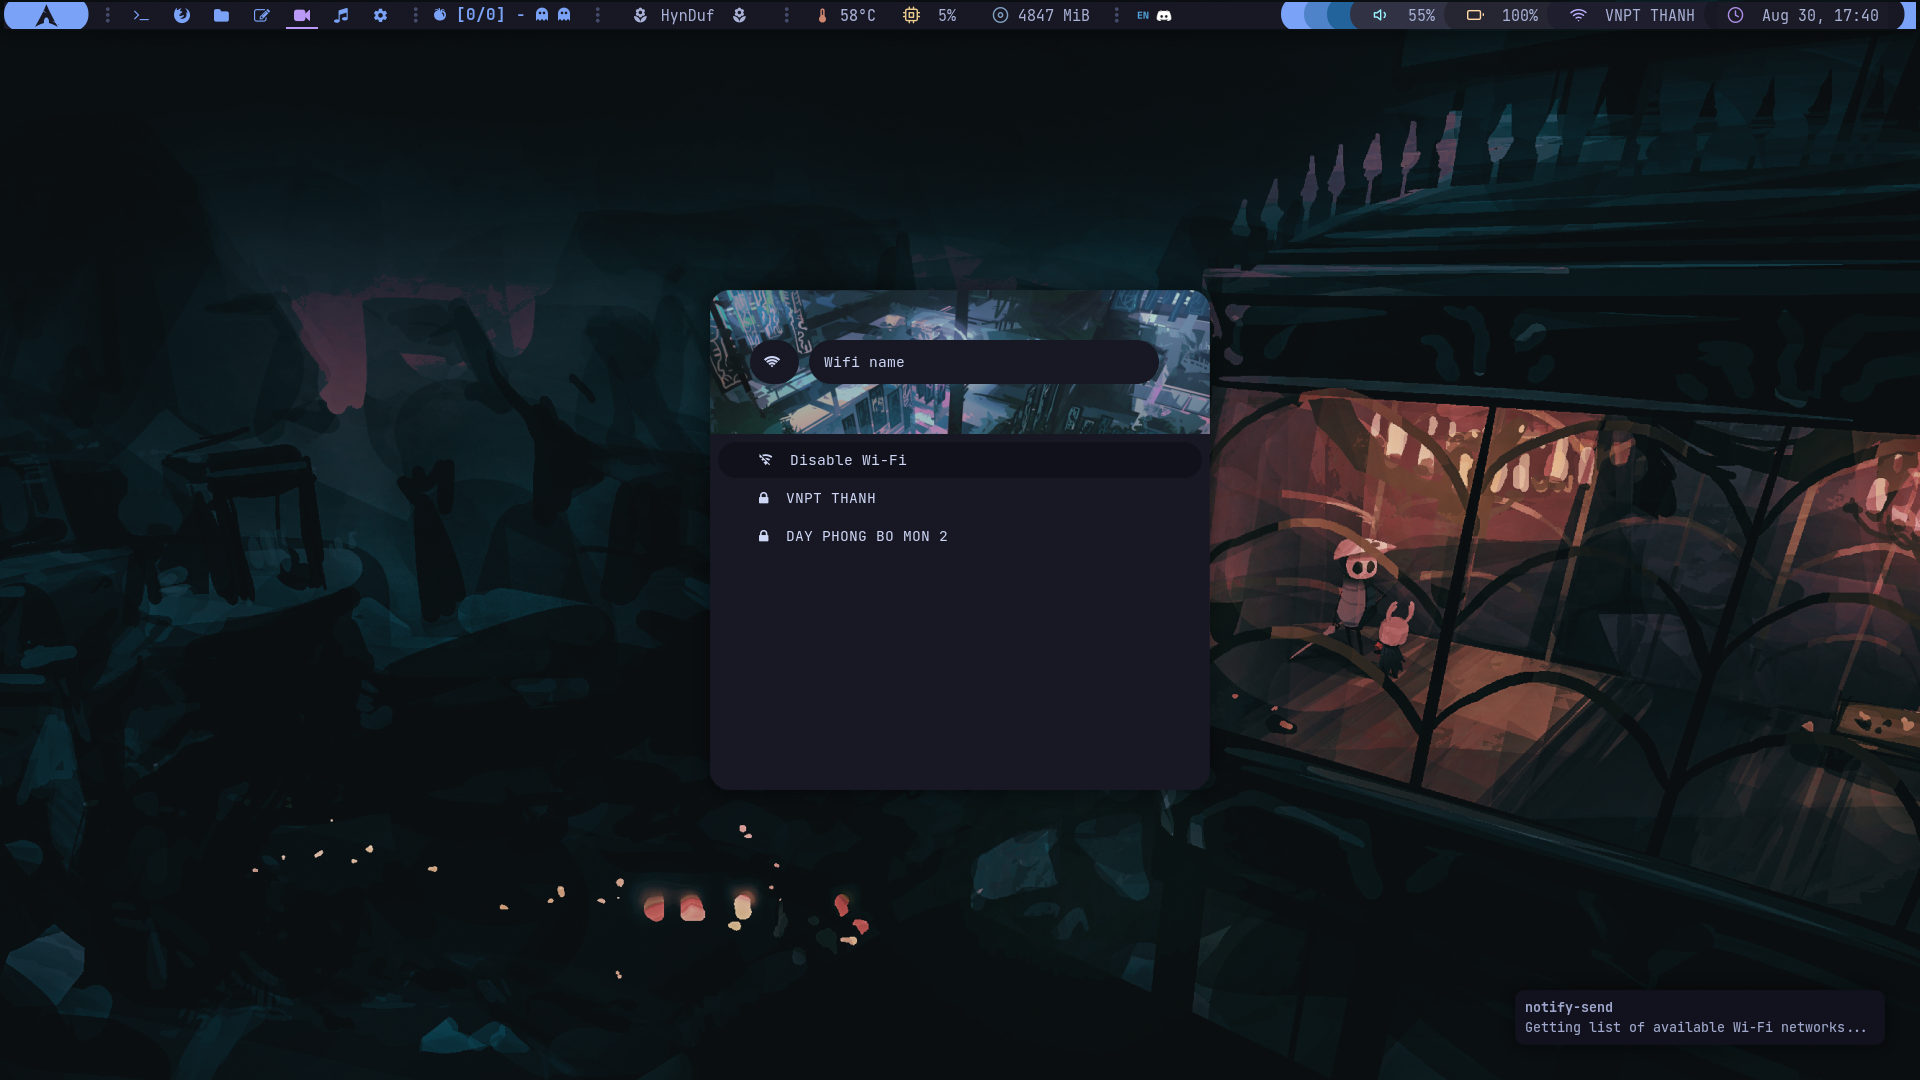 [0/0] - HynDuf 58°C 5% 4847 MiB EN 55% 100% VNPT THANH Aug 30, 17:40
Wifi name
Disable Wi-Fi
VNPT THANH
DAY PHONG BO MON 2
notify-send
Getting list of available Wi-Fi networks...